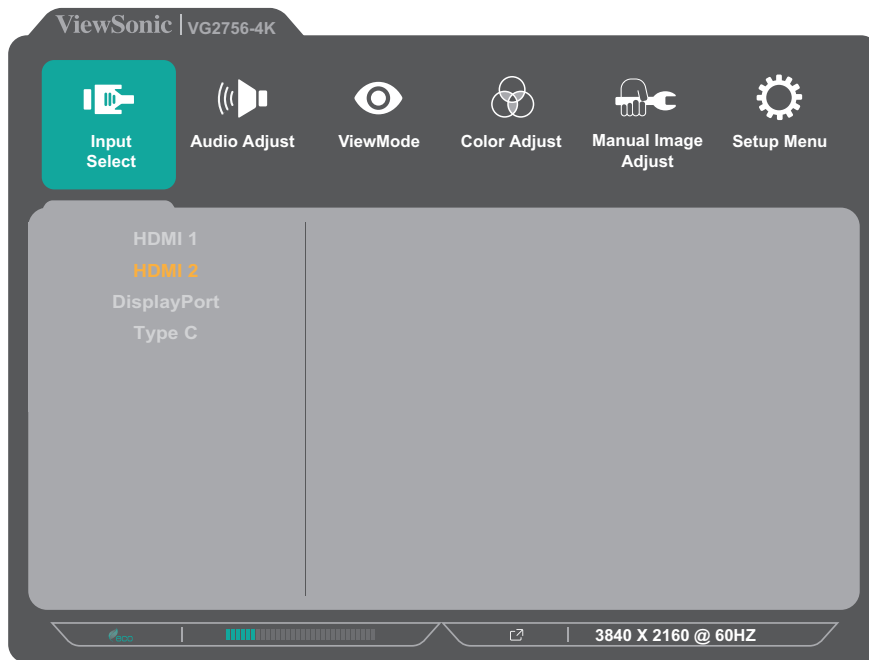 ViewSonic VG2756-4K
Input
Select
Audio Adjust
ViewMode
Color Adjust
Manual Image
Adjust
Setup Menu
HDMI 1
HDMI 2
DisplayPort
Type C
eco
3840 X 2160 @ 60HZ